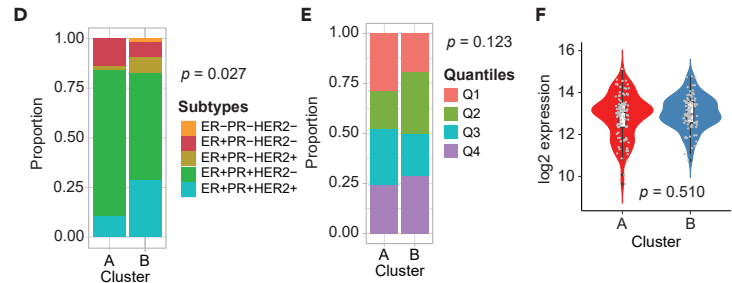 D
1.00
0.75
0.50
0.25
0.00
Proportion
A B
Cluster
p = 0.027
Subtypes
ER−PR−HER2−
ER+PR−HER2−
ER+PR−HER2+
ER+PR+HER2−
ER+PR+HER2+
E
1.00
0.75
0.50
0.25
0.00
Proportion
A B
Cluster
p = 0.123
Quantiles
Q1
Q2
Q3
Q4
F
16
14
12
10
log2 expression
p = 0.510
A B
Cluster